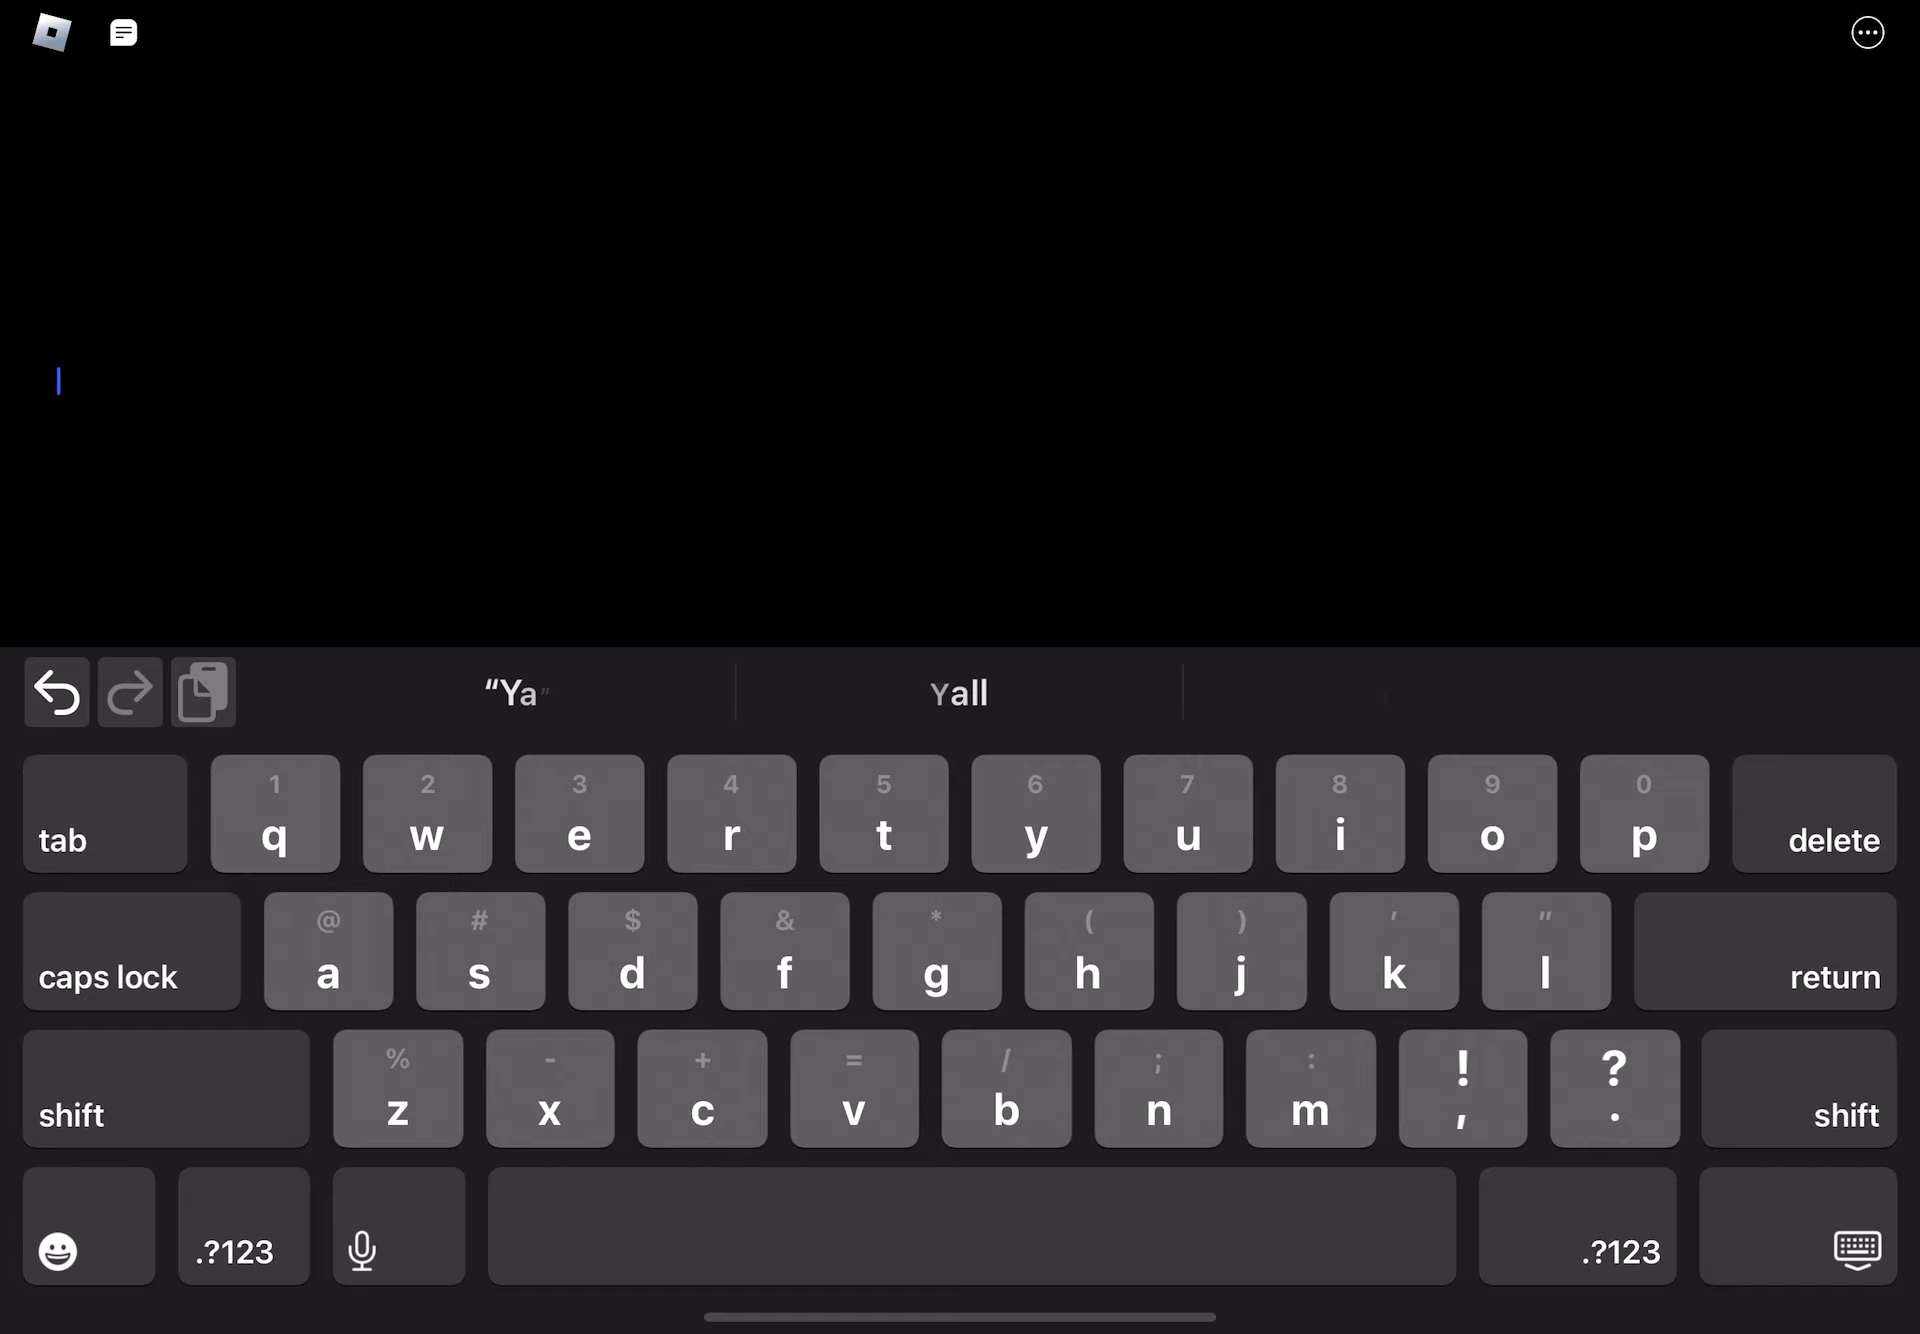 “Ya”
Yall
tab 1 q 2 w 3 e 4 r 5 t 6 y 7 u 8 i 9 o 0 p delete
caps lock @ a # s $ d & f * g ( h ) j ' k " l return
shift % z - x + c = v / b ; n : m ! , ? . shift
.?123 .?123